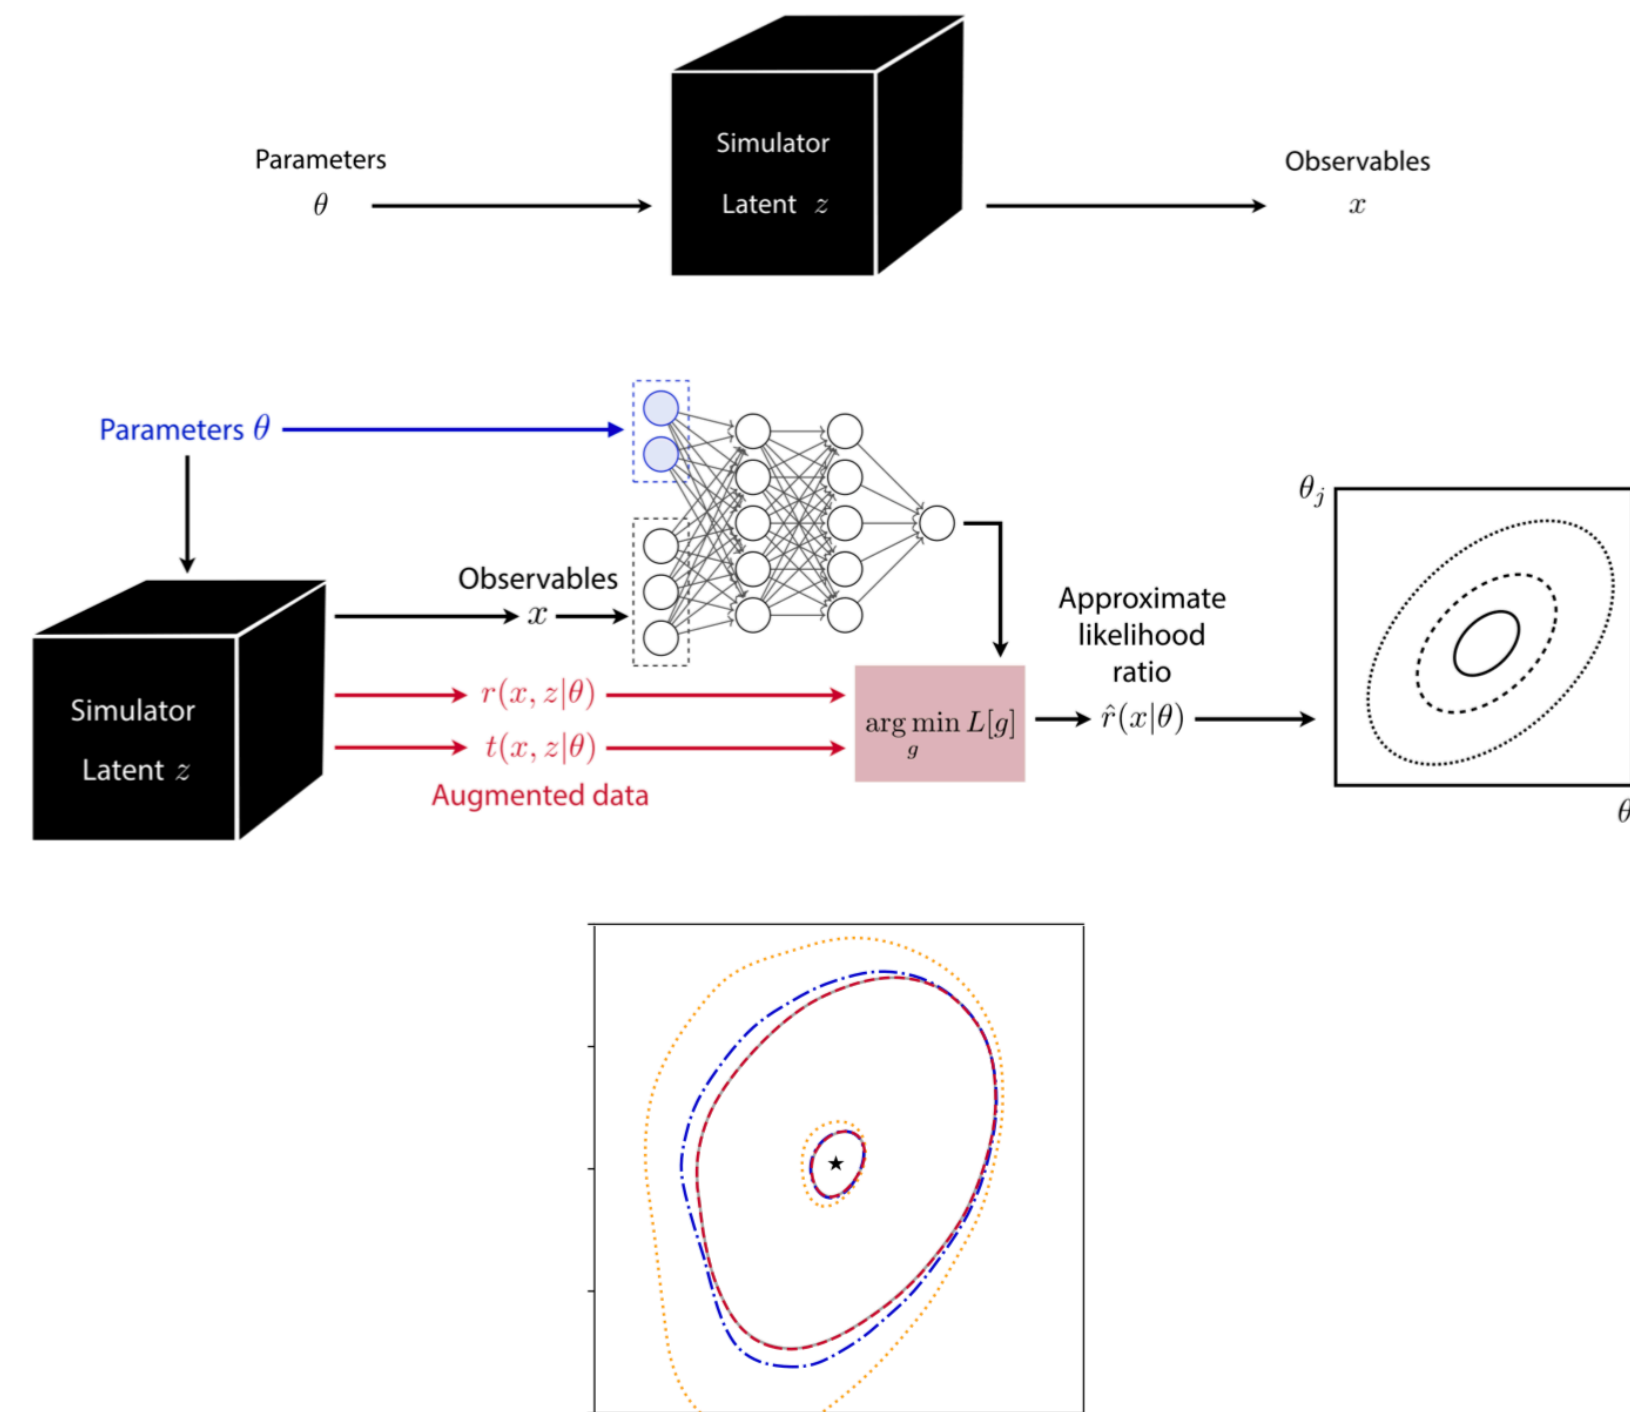 Parameters
θ
Simulator
Latent z
Observables
x
Parameters θ
Observables
x
Simulator
Latent z
r(x, z|θ)
t(x, z|θ)
Augmented data
arg min L[g]
g
Approximate
likelihood
ratio
r̂(x|θ)
θj
θ